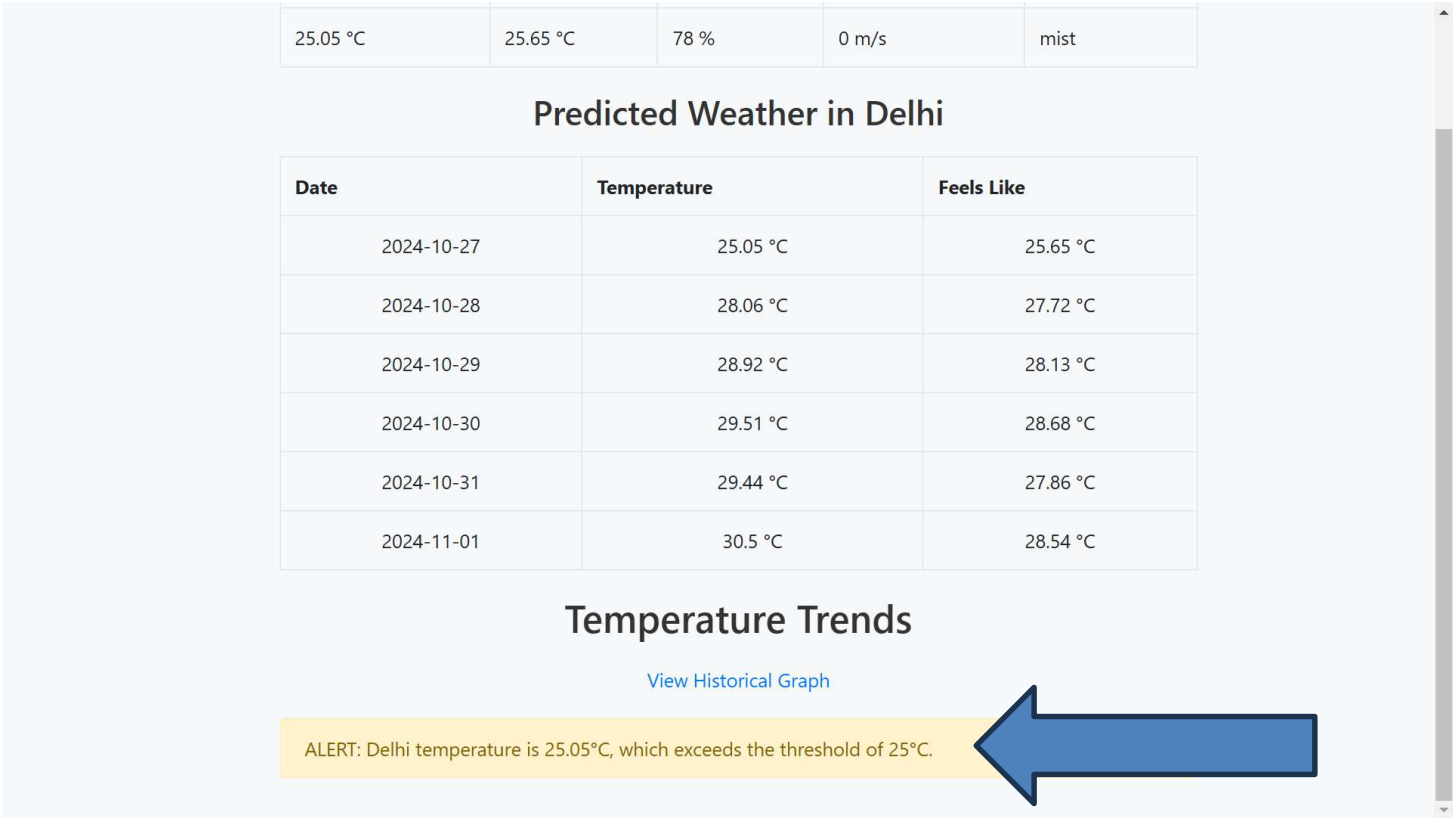 25.05 °C 25.65 °C 78 % 0 m/s mist
Predicted Weather in Delhi
Date Temperature Feels Like
2024-10-27 25.05 °C 25.65 °C
2024-10-28 28.06 °C 27.72 °C
2024-10-29 28.92 °C 28.13 °C
2024-10-30 29.51 °C 28.68 °C
2024-10-31 29.44 °C 27.86 °C
2024-11-01 30.5 °C 28.54 °C
Temperature Trends
View Historical Graph
ALERT: Delhi temperature is 25.05°C, which exceeds the threshold of 25°C.